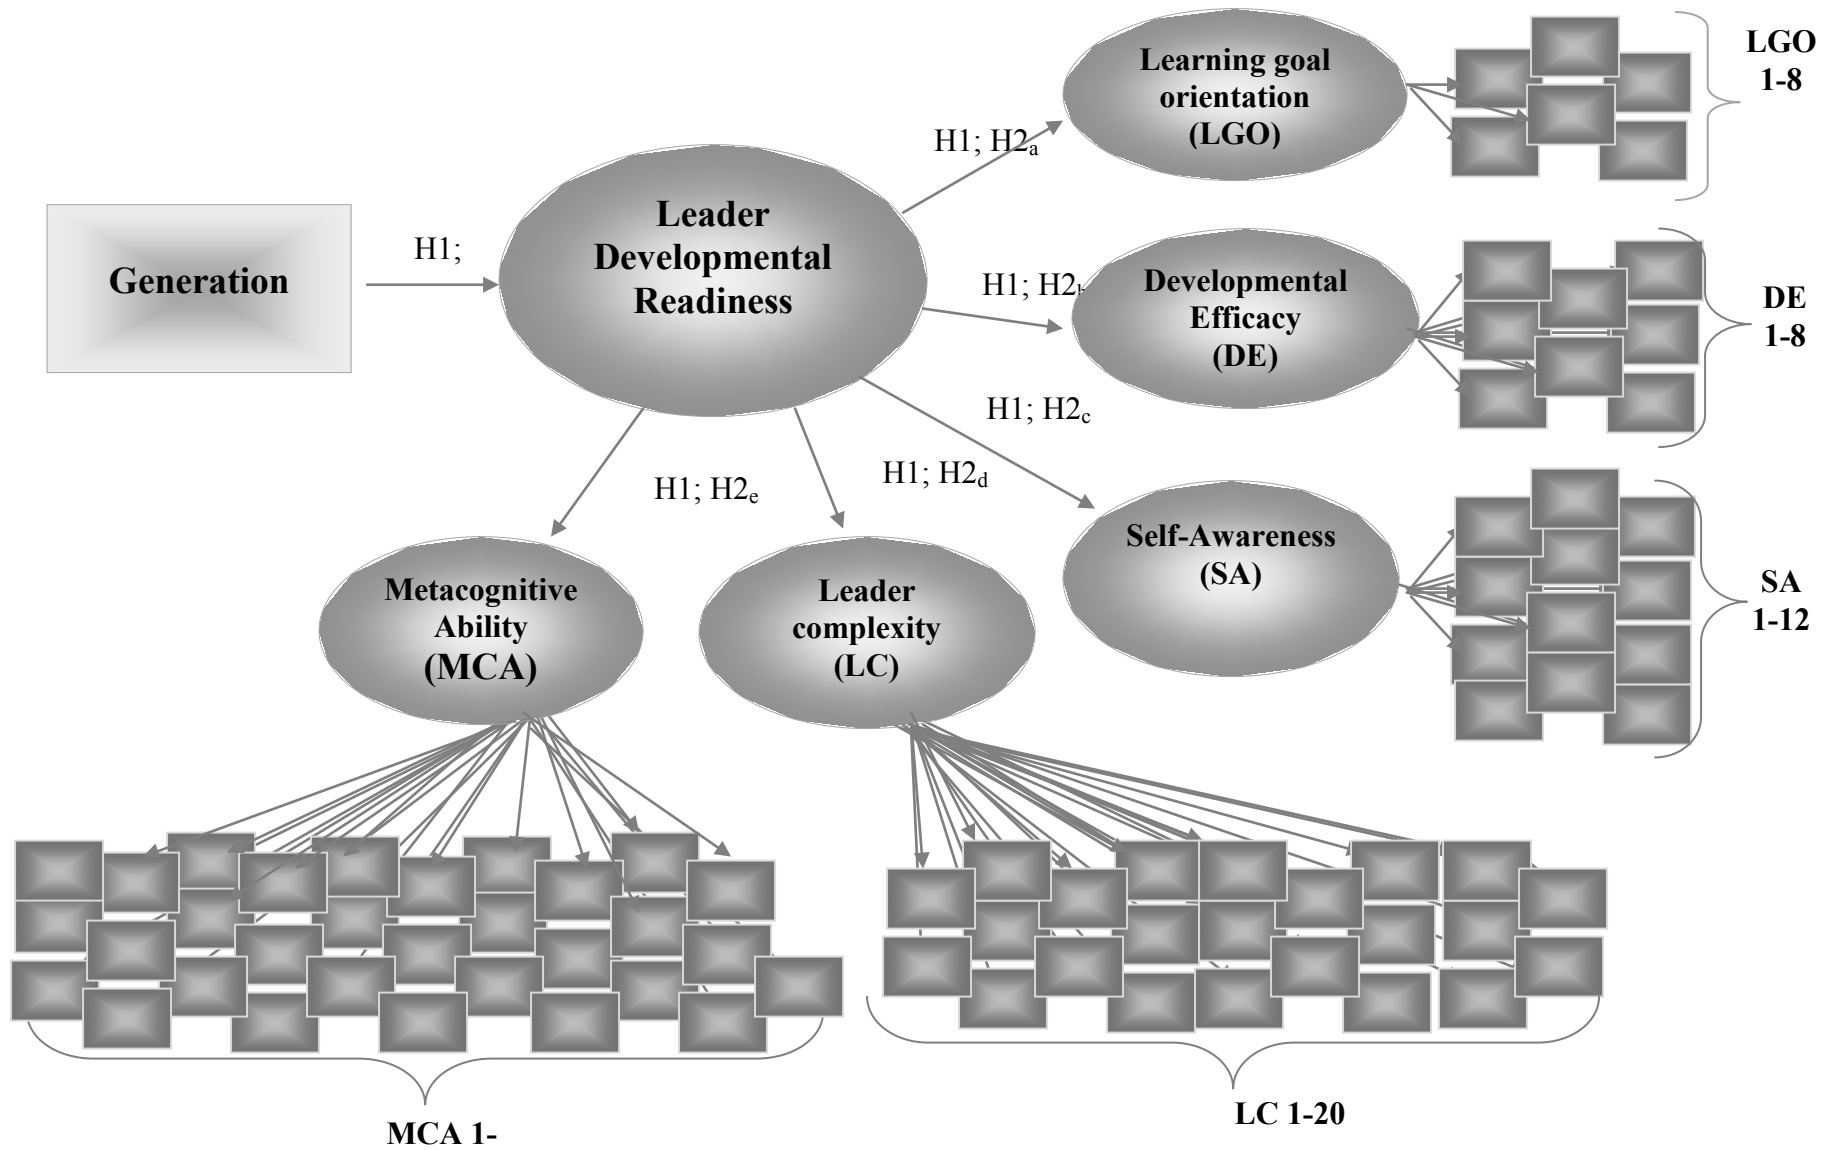 Learning goal
orientation
(LGO)
LGO
1-8
H1; H2a
Leader
Developmental
Readiness
Generation
H1;
H1; H2b
Developmental
Efficacy
(DE)
DE
1-8
H1; H2c
H1; H2d
H1; H2e
Self-Awareness
(SA)
SA
1-12
Metacognitive
Ability
(MCA)
Leader
complexity
(LC)
MCA 1-
LC 1-20